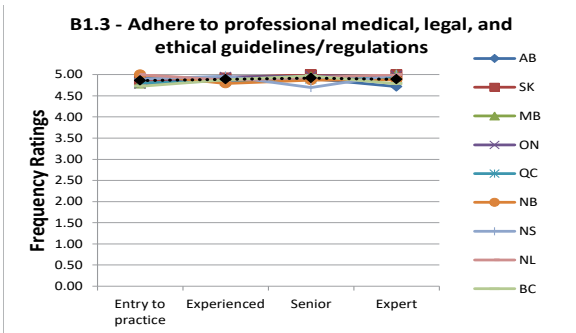 B1.3 - Adhere to professional medical, legal, and
ethical guidelines/regulations
Frequency Ratings
5.00
4.50
4.00
3.50
3.00
2.50
2.00
1.50
1.00
0.50
0.00
Entry to
practice
Experienced
Senior
Expert
AB
SK
MB
ON
QC
NB
NS
NL
BC